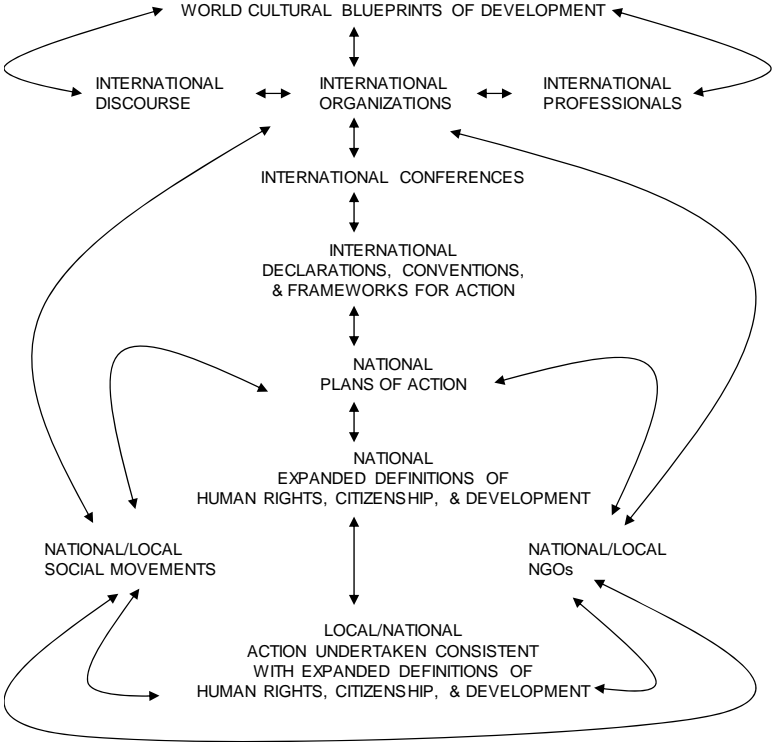 WORLD CULTURAL BLUEPRINTS OF DEVELOPMENT
INTERNATIONAL
DISCOURSE
INTERNATIONAL
ORGANIZATIONS
INTERNATIONAL
PROFESSIONALS
INTERNATIONAL CONFERENCES
INTERNATIONAL
DECLARATIONS, CONVENTIONS,
& FRAMEWORKS FOR ACTION
NATIONAL
PLANS OF ACTION
NATIONAL
EXPANDED DEFINITIONS OF
HUMAN RIGHTS, CITIZENSHIP, & DEVELOPMENT
NATIONAL/LOCAL
SOCIAL MOVEMENTS
NATIONAL/LOCAL
NGOs
LOCAL/NATIONAL
ACTION UNDERTAKEN CONSISTENT
WITH EXPANDED DEFINITIONS OF
HUMAN RIGHTS, CITIZENSHIP, & DEVELOPMENT